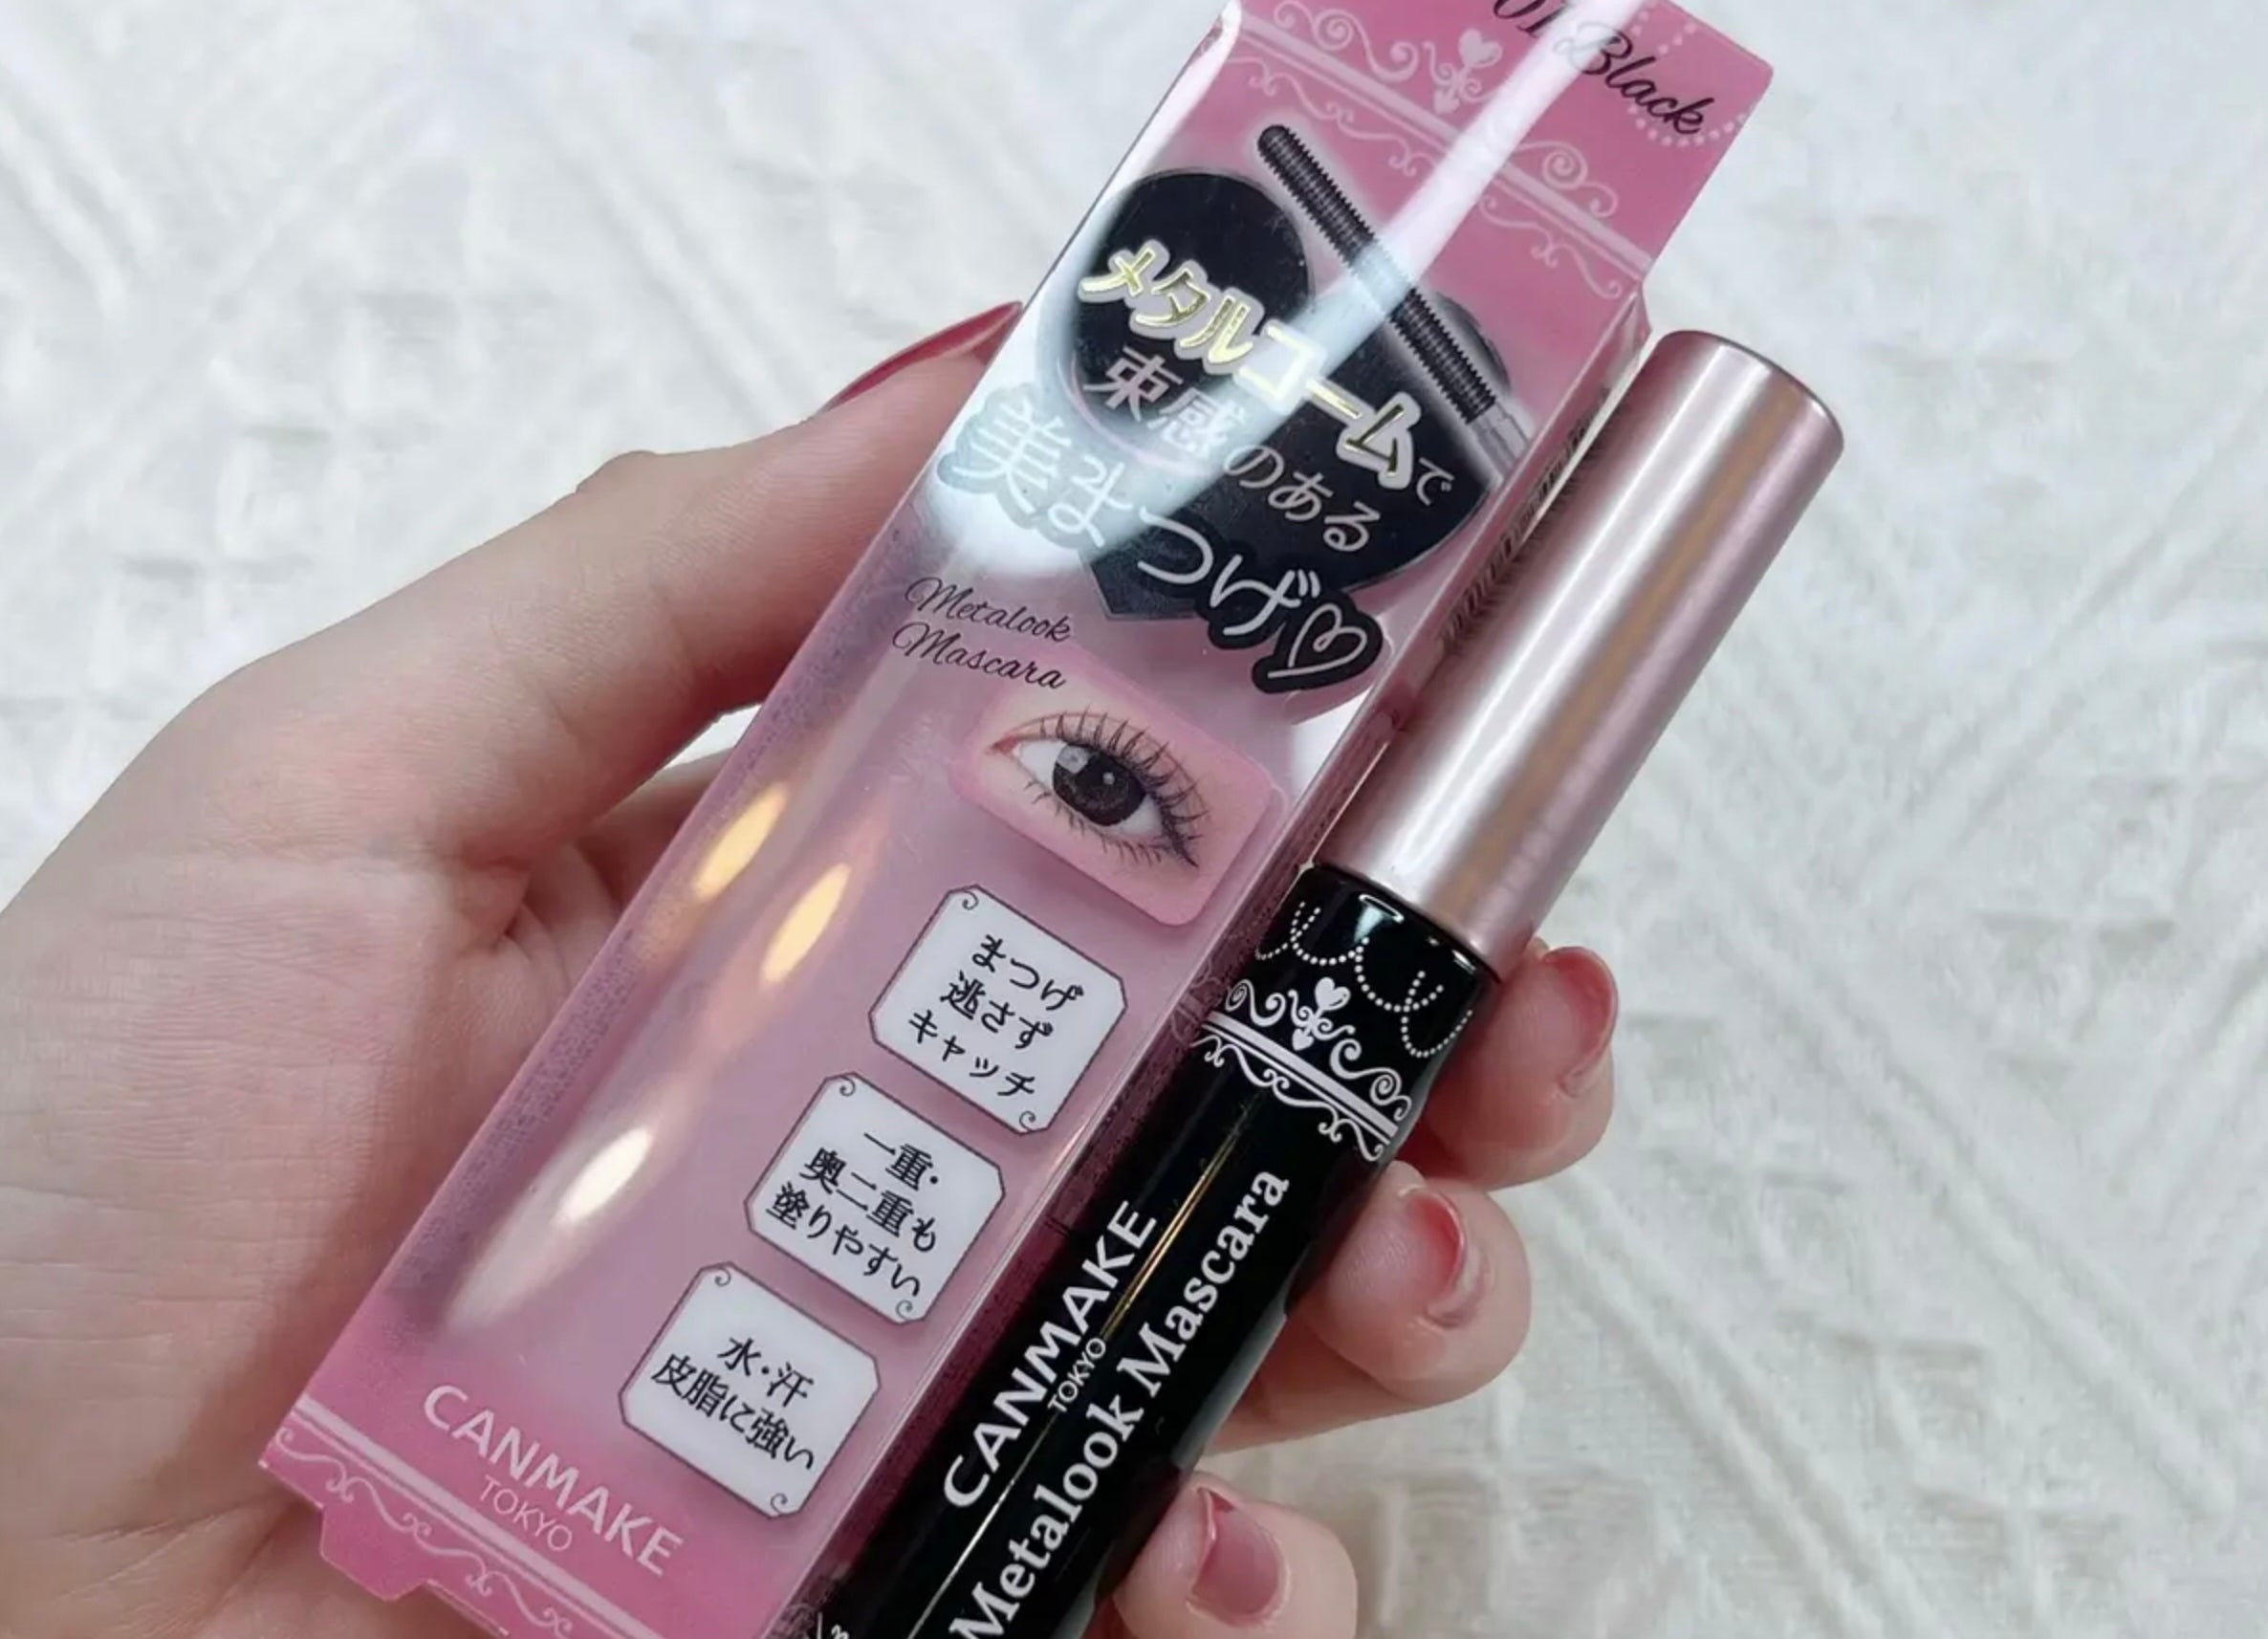 01 Black
メタルコームで
束感のある
美まつげ♡
Metalook
Mascara
まつげ
逃さず
キャッチ
一重・
奥二重も
塗りやすい
水・汗
皮脂に強い
CANMAKE
TOKYO
CANMAKE
TOKYO
Metalook Mascara